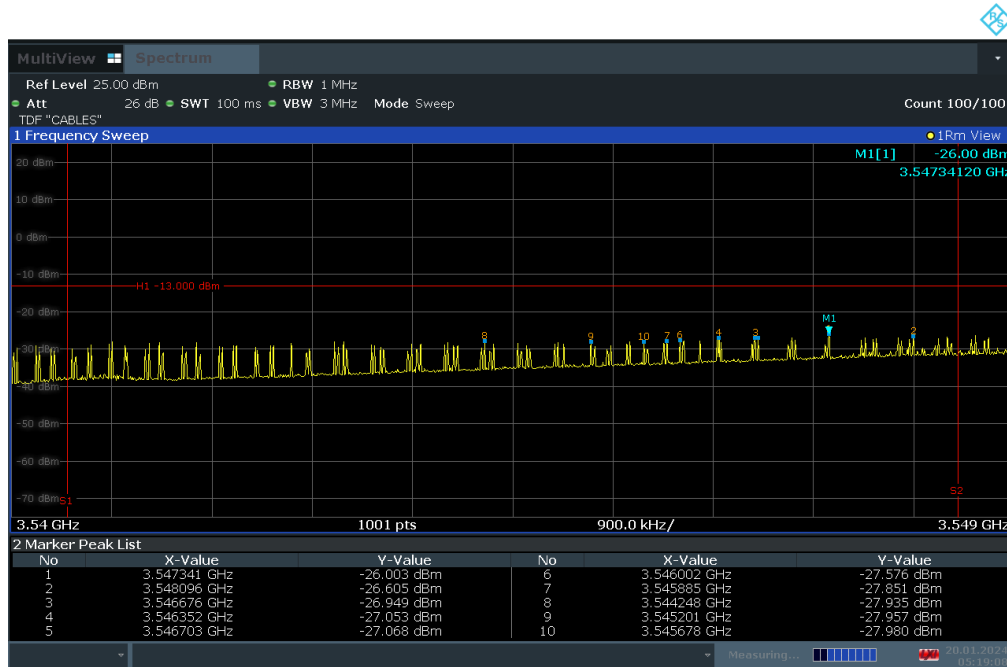 R&S
MultiView Spectrum
Ref Level 25.00 dBm RBW 1 MHz
Att 26 dB SWT 100 ms VBW 3 MHz Mode Sweep Count 100/100
TDF "CABLES"
1 Frequency Sweep 1Rm View
M1[1] -26.00 dBm
3.54734120 GHz
20 dBm
10 dBm
0 dBm
-10 dBm
H1 -13.000 dBm
-20 dBm
M1
8 9 10 7 6 4 3 2
-30 dBm
-40 dBm
-50 dBm
-60 dBm
-70 dBm
S1 S2
3.54 GHz 1001 pts 900.0 kHz/ 3.549 GHz
2 Marker Peak List
No X-Value Y-Value No X-Value Y-Value
1 3.547341 GHz -26.003 dBm 6 3.546002 GHz -27.576 dBm
2 3.548096 GHz -26.605 dBm 7 3.545885 GHz -27.851 dBm
3 3.546676 GHz -26.949 dBm 8 3.544248 GHz -27.935 dBm
4 3.546352 GHz -27.053 dBm 9 3.545201 GHz -27.957 dBm
5 3.546703 GHz -27.068 dBm 10 3.545678 GHz -27.980 dBm
Measuring... 20.01.2024
05:19:08